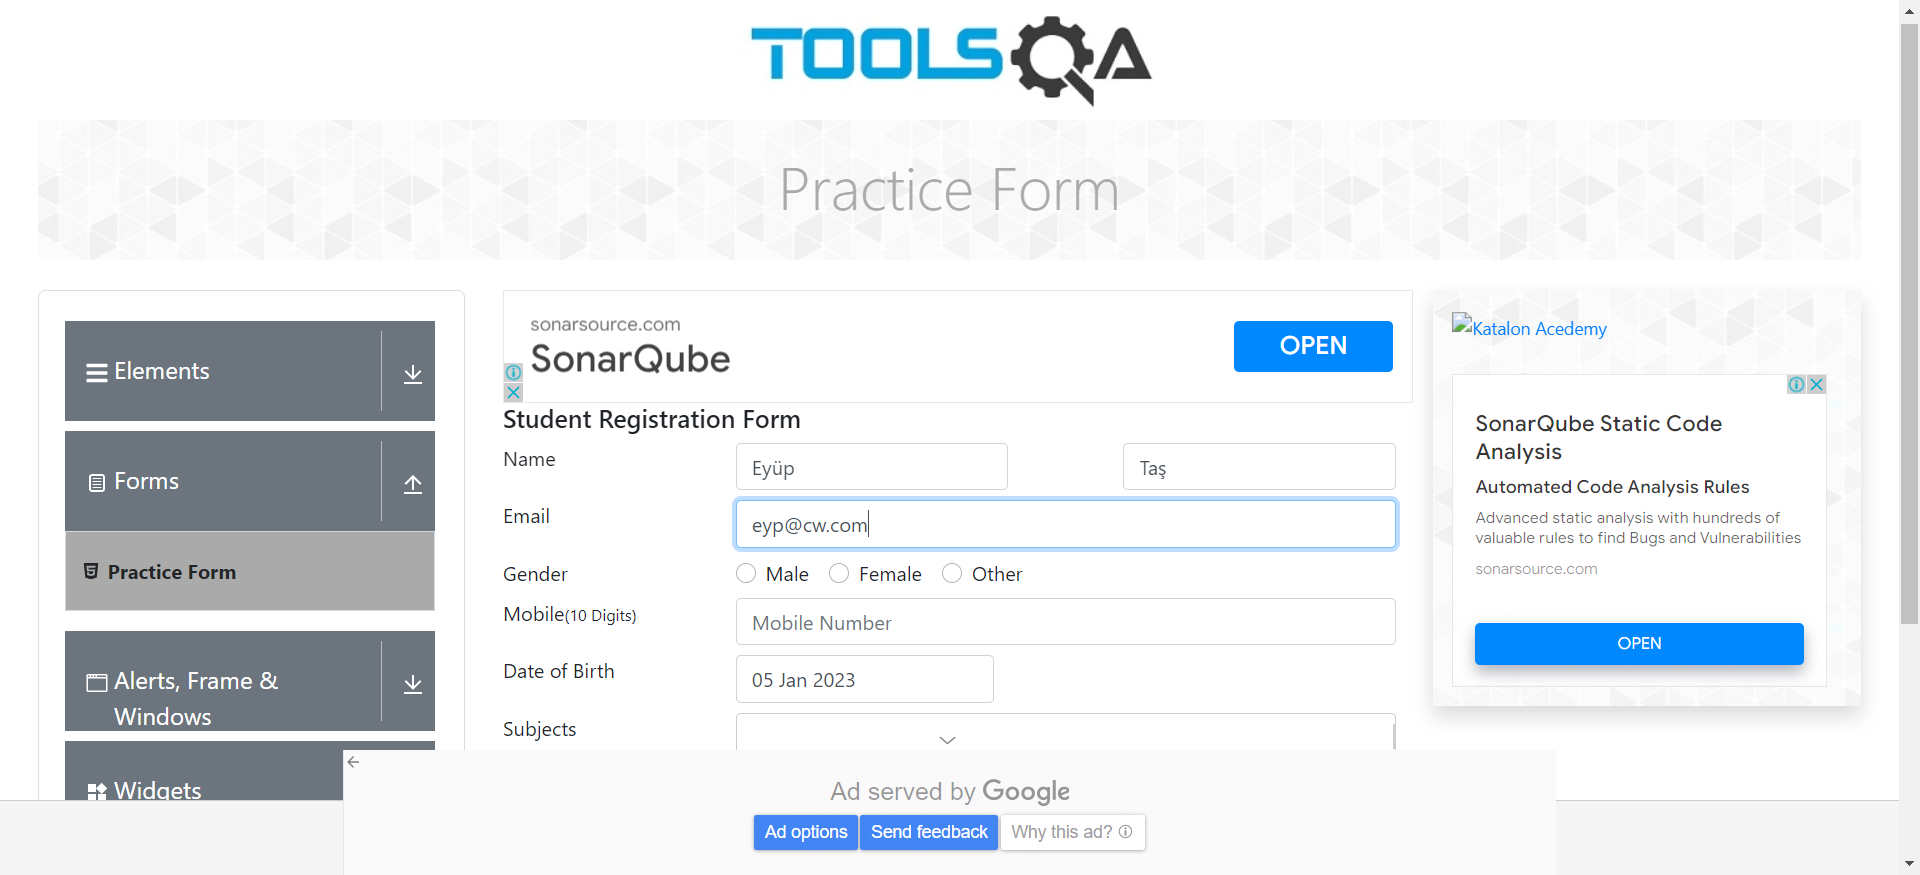 TOOLSQA
Practice Form
Elements
Forms
Practice Form
Alerts, Frame &
Windows
Widgets
sonarsource.com
SonarQube
OPEN
Student Registration Form
Name
Eyüp
Taş
Email
eyp@cw.com
Gender
Male
Female
Other
Mobile(10 Digits)
Mobile Number
Date of Birth
05 Jan 2023
Subjects
Katalon Acedemy
SonarQube Static Code
Analysis
Automated Code Analysis Rules
Advanced static analysis with hundreds of
valuable rules to find Bugs and Vulnerabilities
sonarsource.com
OPEN
Ad served by Google
Ad options
Send feedback
Why this ad?